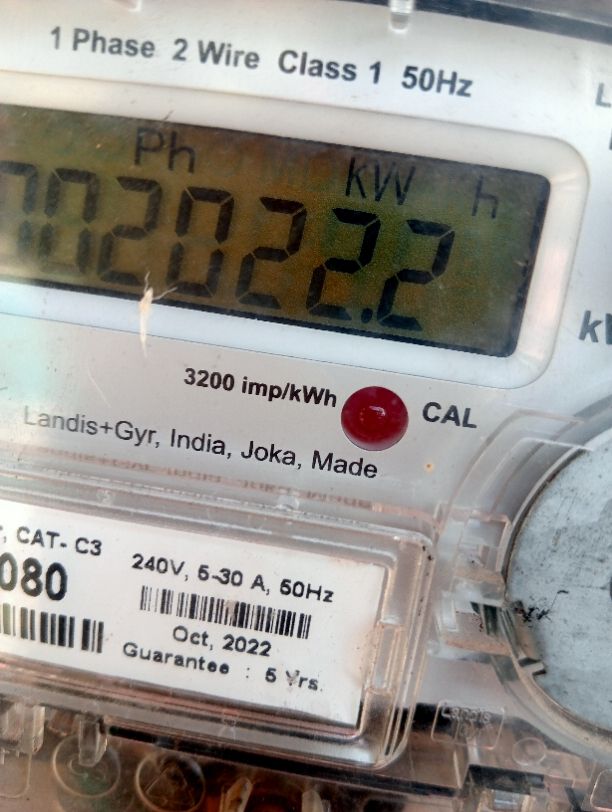 1 Phase 2 Wire Class 1 50Hz
Ph
kW h
002022.2
3200 imp/kWh
CAL
Landis+Gyr, India, Joka, Made
CAT- C3
080
240V, 5-30 A, 50Hz
Oct, 2022
Guarantee : 5 Yrs.